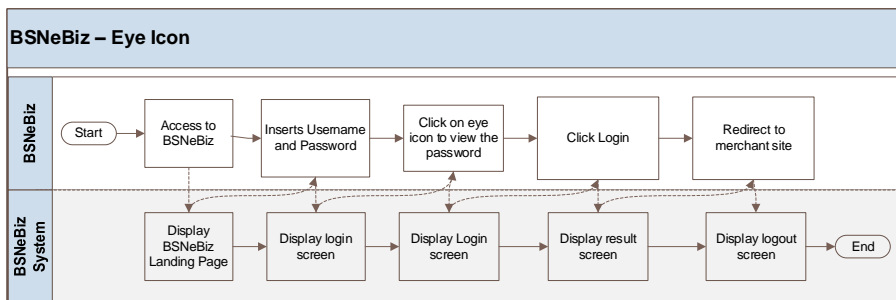 BSNeBiz – Eye Icon
BSNeBiz
Start
Access to
BSNeBiz
Inserts Username
and Password
Click on eye
icon to view the
password
Click Login
Redirect to
merchant site
BSNeBiz
System
Display
BSNeBiz
Landing Page
Display login
screen
Display Login
screen
Display result
screen
Display logout
screen
End